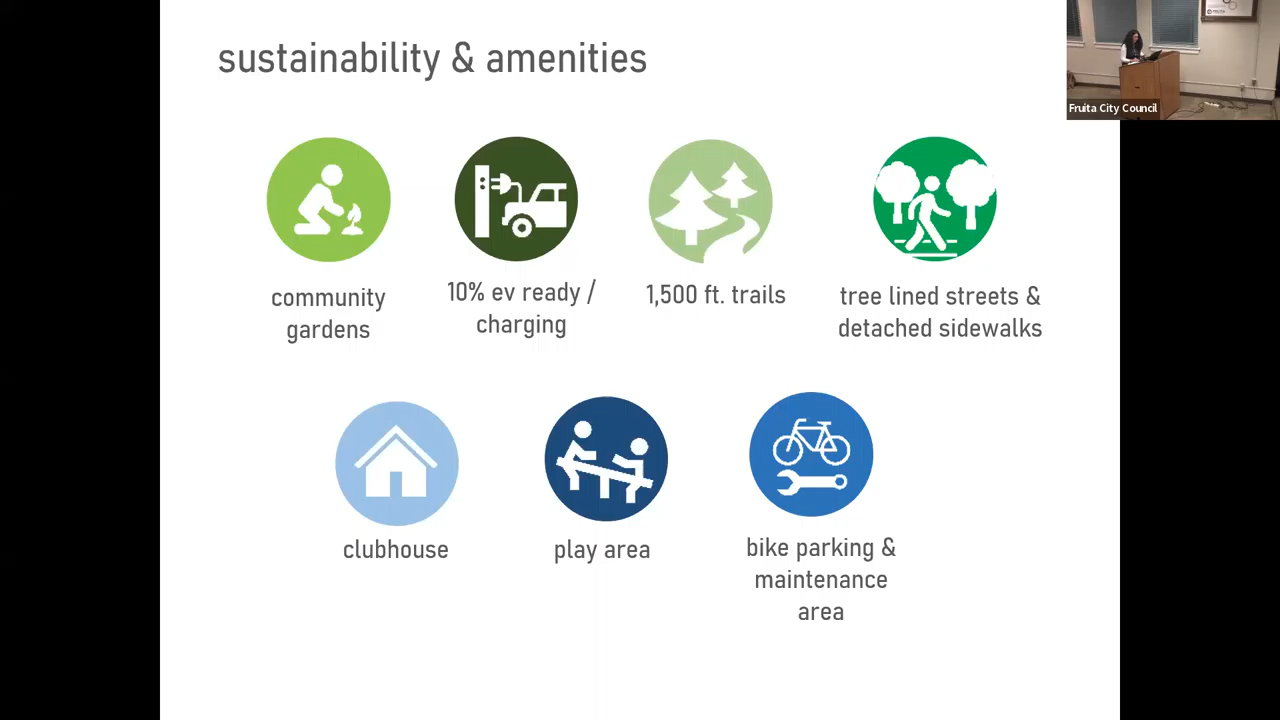 sustainability & amenities
Fruita City Council
community
gardens
10% ev ready /
charging
1,500 ft. trails
tree lined streets &
detached sidewalks
clubhouse
play area
bike parking &
maintenance
area